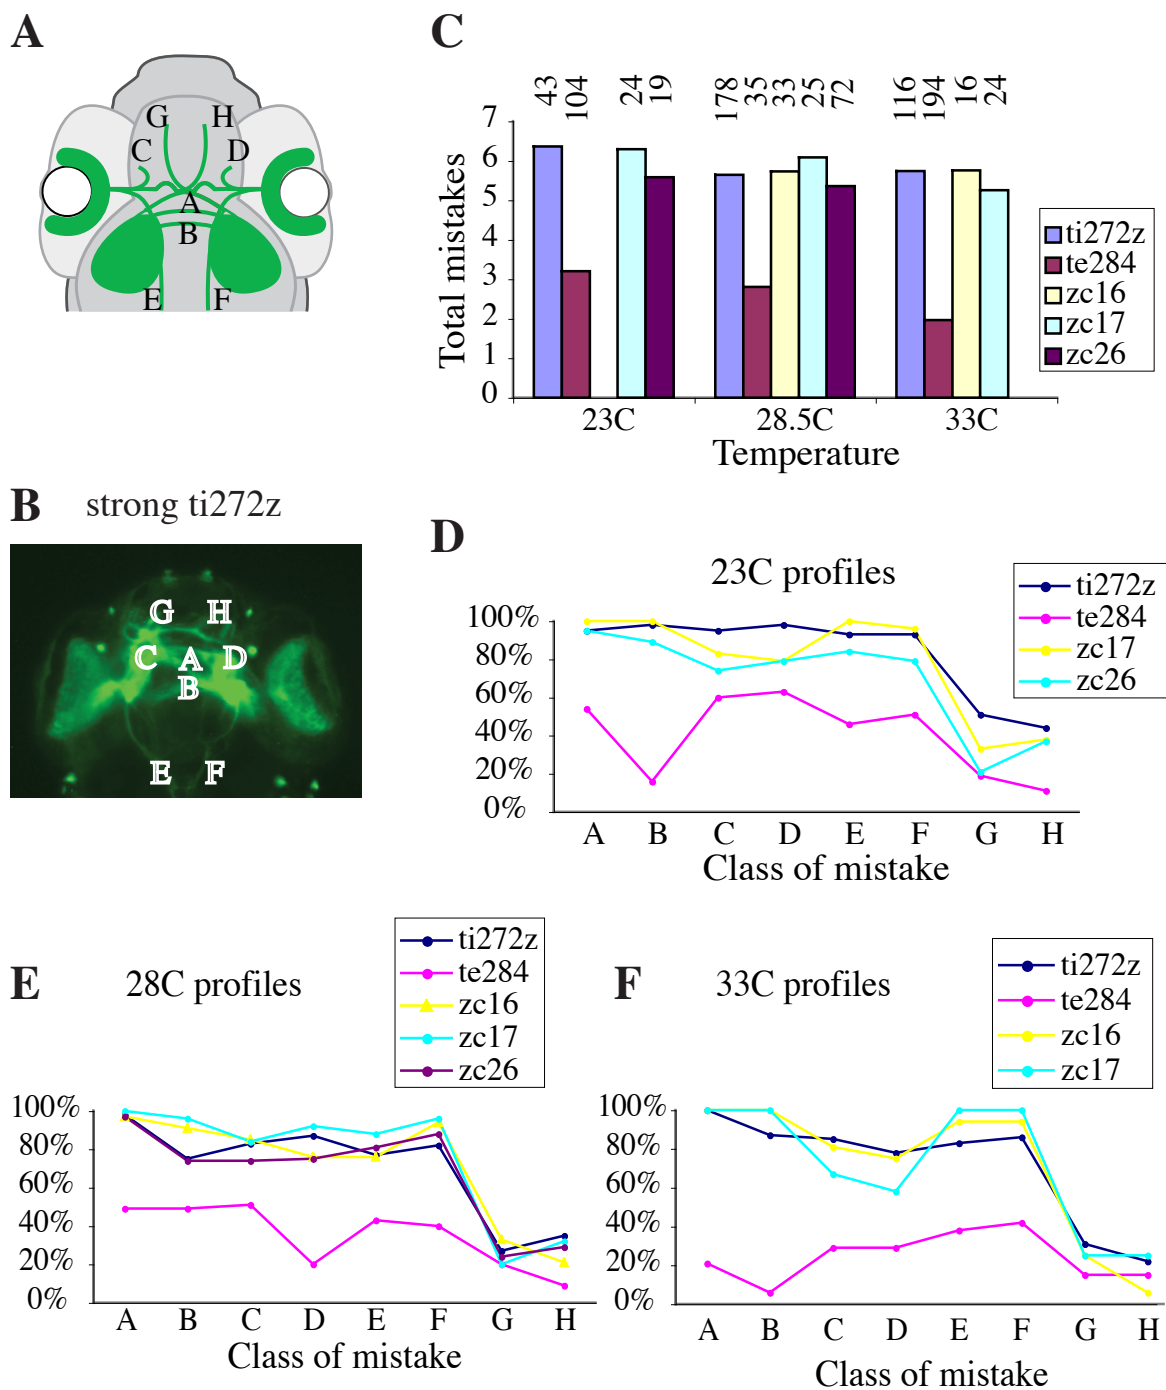 A
G H
C D
A
B
E F
B strong ti272z
G H
C A D
B
E F
C
43 104 24 19 178 35 33 25 72 116 194 16 24
7
6
5
4
3
2
1
0
Total mistakes
23C 28.5C 33C
Temperature
ti272z
te284
zc16
zc17
zc26
D
23C profiles
ti272z
te284
zc17
zc26
100%
80%
60%
40%
20%
0%
A B C D E F G H
Class of mistake
E
28C profiles
ti272z
te284
zc16
zc17
zc26
100%
80%
60%
40%
20%
0%
A B C D E F G H
Class of mistake
F
33C profiles
ti272z
te284
zc16
zc17
100%
80%
60%
40%
20%
0%
A B C D E F G H
Class of mistake